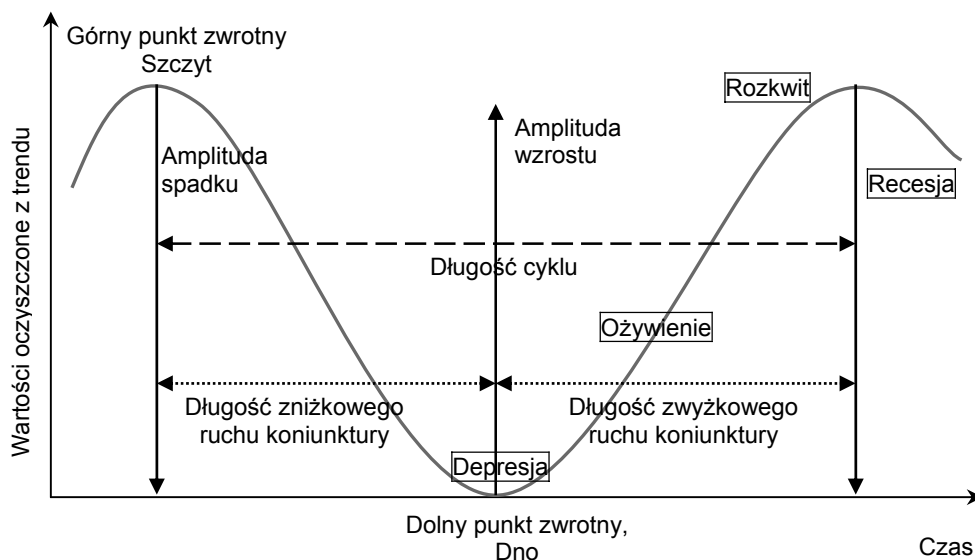 Górny punkt zwrotny
Szczyt
Rozkwit
Amplituda
wzrostu
Amplituda
spadku
Recesja
Długość cyklu
Ożywienie
Długość zniżkowego
ruchu koniunktury
Długość zwyżkowego
ruchu koniunktury
Depresja
Dolny punkt zwrotny,
Dno
Czas
Wartości oczyszczone z trendu